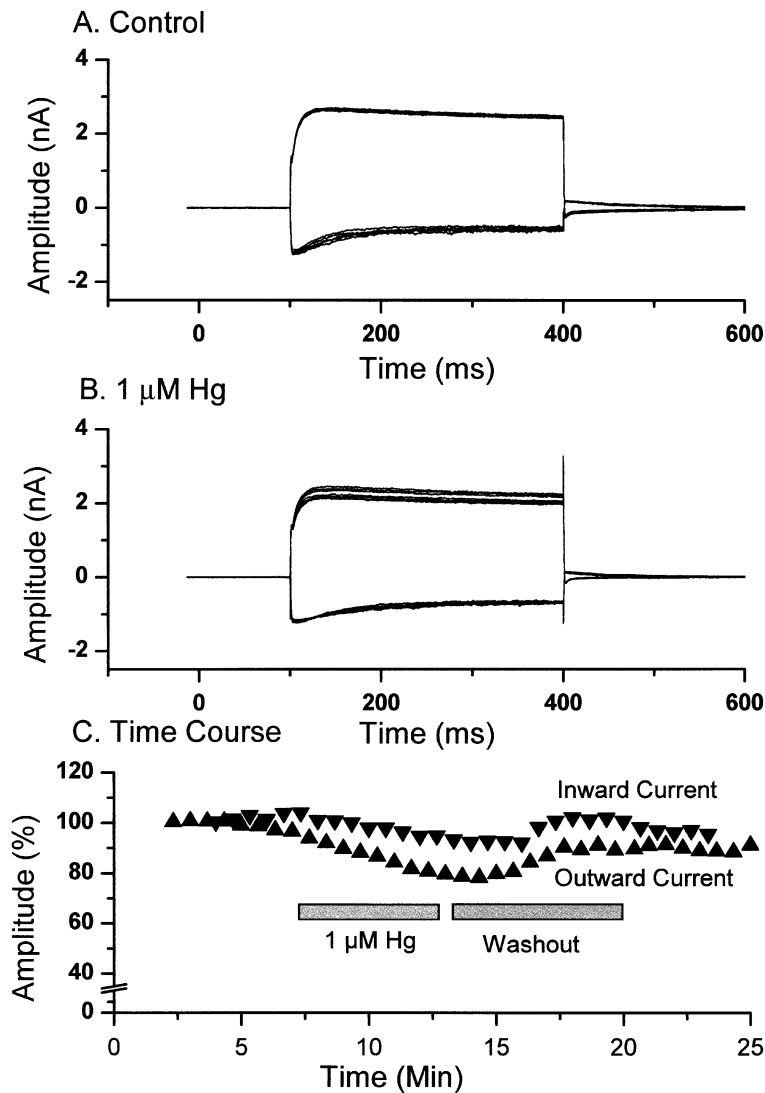 A. Control
Amplitude (nA)
4
2
0
-2
0
200
400
600
Time (ms)
B. 1 μM Hg
Amplitude (nA)
4
2
0
-2
0
200
400
600
Time (ms)
C. Time Course
Amplitude (%)
120
100
80
60
40
0
Inward Current
Outward Current
1 μM Hg
Washout
0
5
10
15
20
25
Time (Min)